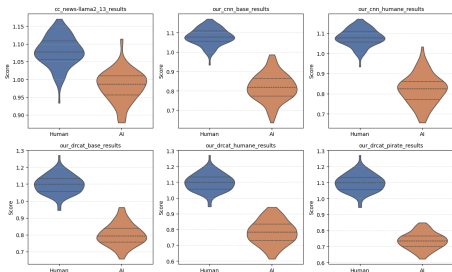 cc_news-llama2_13_results
our_cnn_base_results
our_cnn_humane_results
1.15
1.10
1.05
1.00
0.95
0.90
Score
Human
AI
1.1
1.0
0.9
0.8
0.7
Score
Human
AI
1.1
1.0
0.9
0.8
0.7
Score
Human
AI
our_drcat_base_results
our_drcat_humane_results
our_drcat_pirate_results
1.3
1.2
1.1
1.0
0.9
0.8
0.7
Score
Human
AI
1.3
1.2
1.1
1.0
0.9
0.8
0.7
0.6
Score
Human
AI
1.3
1.2
1.1
1.0
0.9
0.8
0.7
0.6
Score
Human
AI